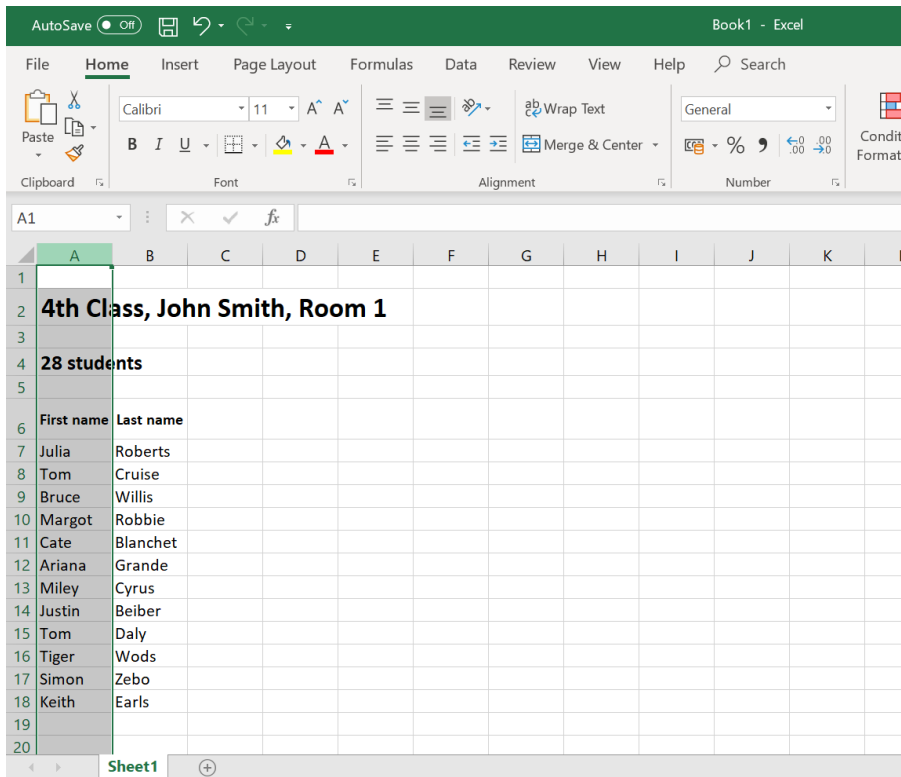 AutoSave Off Book1 - Excel
File Home Insert Page Layout Formulas Data Review View Help Search
Calibri 11 A^ A˅ ab Wrap Text General
Paste B I U A Merge & Center % 9 .00 .00 Condit
Format
Clipboard Font Alignment Number
A1 fx
A B C D E F G H I J K
1
2 4th Class, John Smith, Room 1
3
4 28 students
5
6 First name Last name
7 Julia Roberts
8 Tom Cruise
9 Bruce Willis
10 Margot Robbie
11 Cate Blanchet
12 Ariana Grande
13 Miley Cyrus
14 Justin Beiber
15 Tom Daly
16 Tiger Wods
17 Simon Zebo
18 Keith Earls
19
20
Sheet1